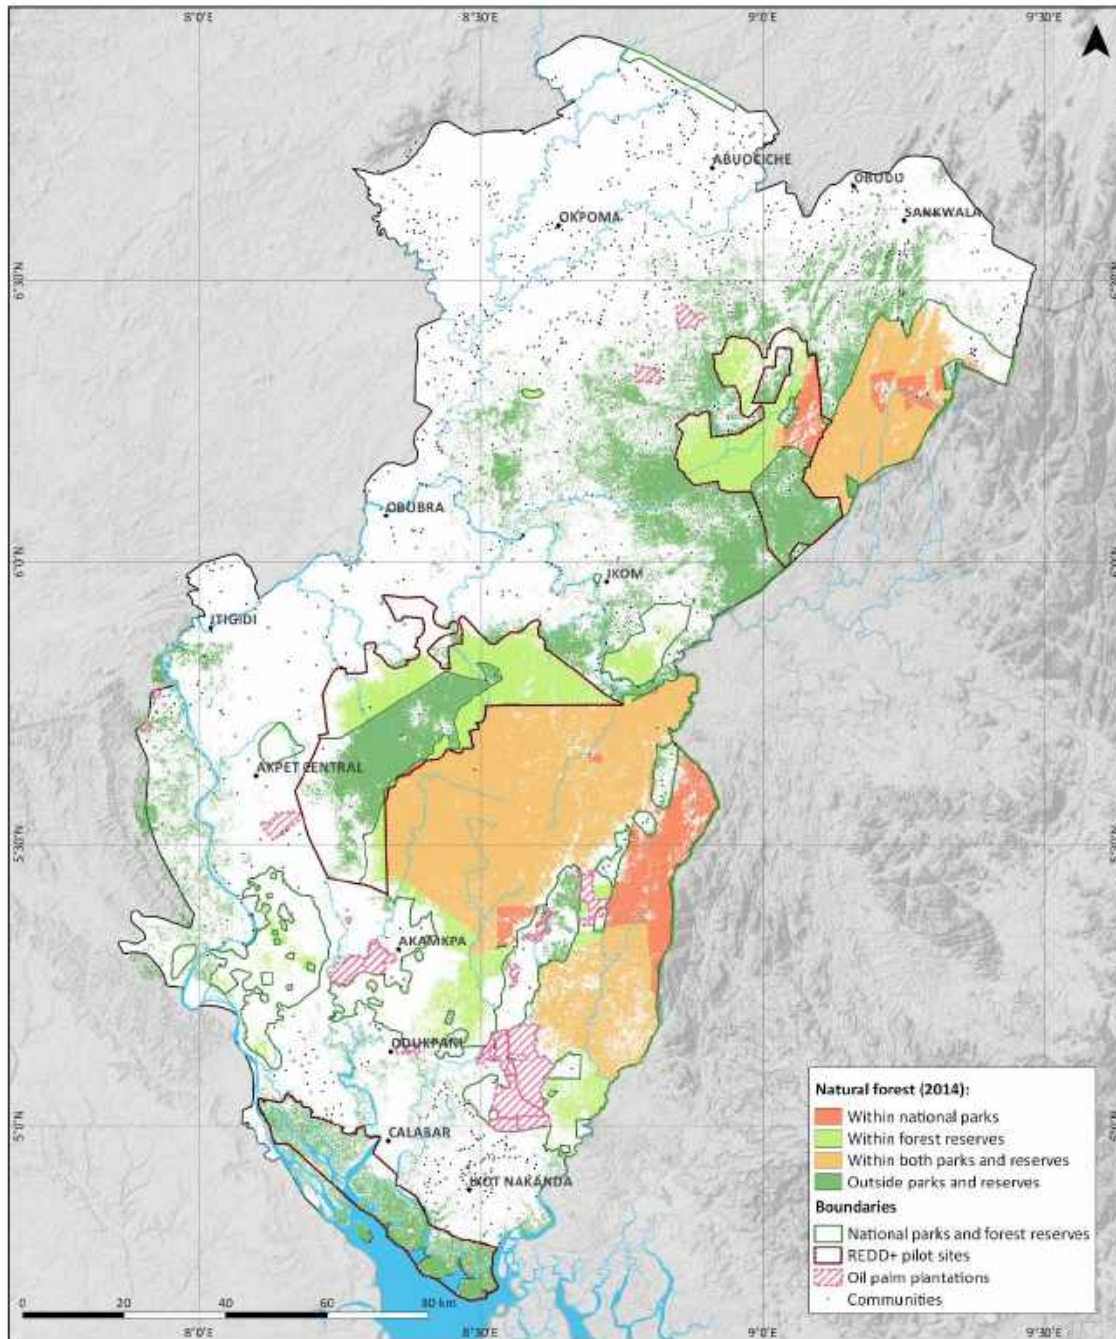 8°0'E 8°30'E 9°0'E 9°30'E
ABUOCICHE
OBUDU
SANKWALA
OKPOMA
6°30'N
OBUBRA
6°0'N
IKOM
ITIGIDI
AKPET CENTRAL
5°30'N 5°30'N
AKAMKPA
ODUKPANI
CALABAR
IKOT NAKANDA
5°0'N
Natural forest (2014):
Within national parks
Within forest reserves
Within both parks and reserves
Outside parks and reserves
Boundaries
National parks and forest reserves
REDD+ pilot sites
Oil palm plantations
Communities
0 20 40 60 80 km
8°0'E 8°30'E 9°0'E 9°30'E